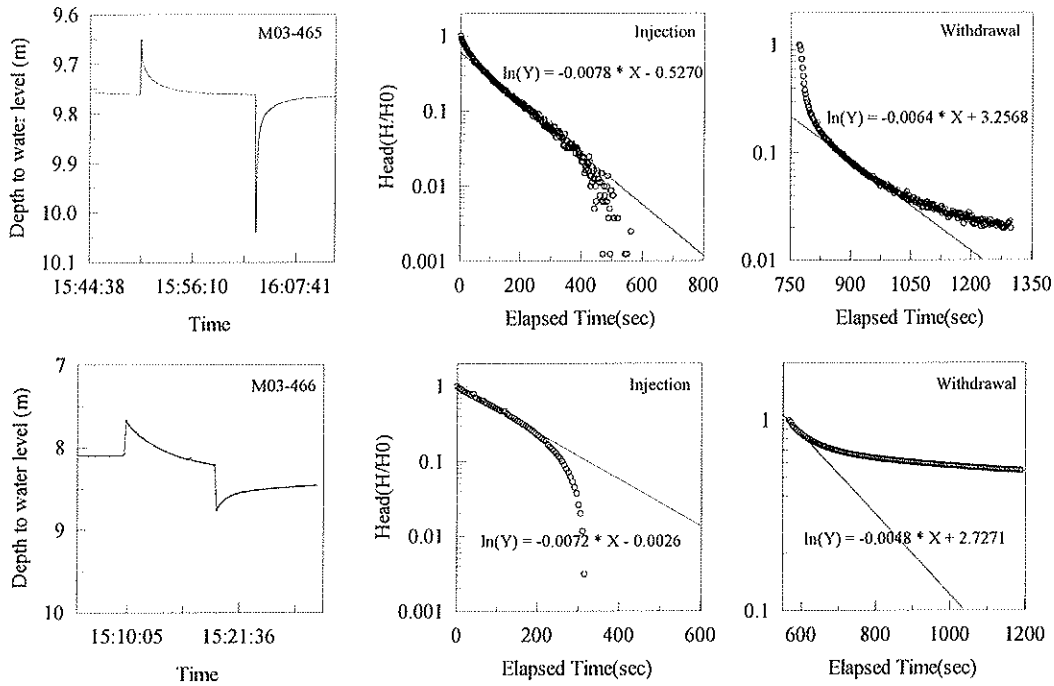 M03-465
Depth to water level (m)
9.6
9.7
9.8
9.9
10.0
10.1
15:44:38
15:56:10
16:07:41
Time
Injection
ln(Y) = -0.0078 * X - 0.5270
Head(H/H0)
1
0.1
0.01
0.001
0
200
400
600
800
Elapsed Time(sec)
Withdrawal
ln(Y) = -0.0064 * X + 3.2568
1
0.1
0.01
750
900
1050
1200
1350
Elapsed Time(sec)
M03-466
Depth to water level (m)
7
8
9
10
15:10:05
15:21:36
Time
Injection
ln(Y) = -0.0072 * X - 0.0026
Head(H/H0)
1
0.1
0.01
0.001
0
200
400
600
Elapsed Time(sec)
Withdrawal
ln(Y) = -0.0048 * X + 2.7271
1
0.1
600
800
1000
1200
Elapsed Time(sec)